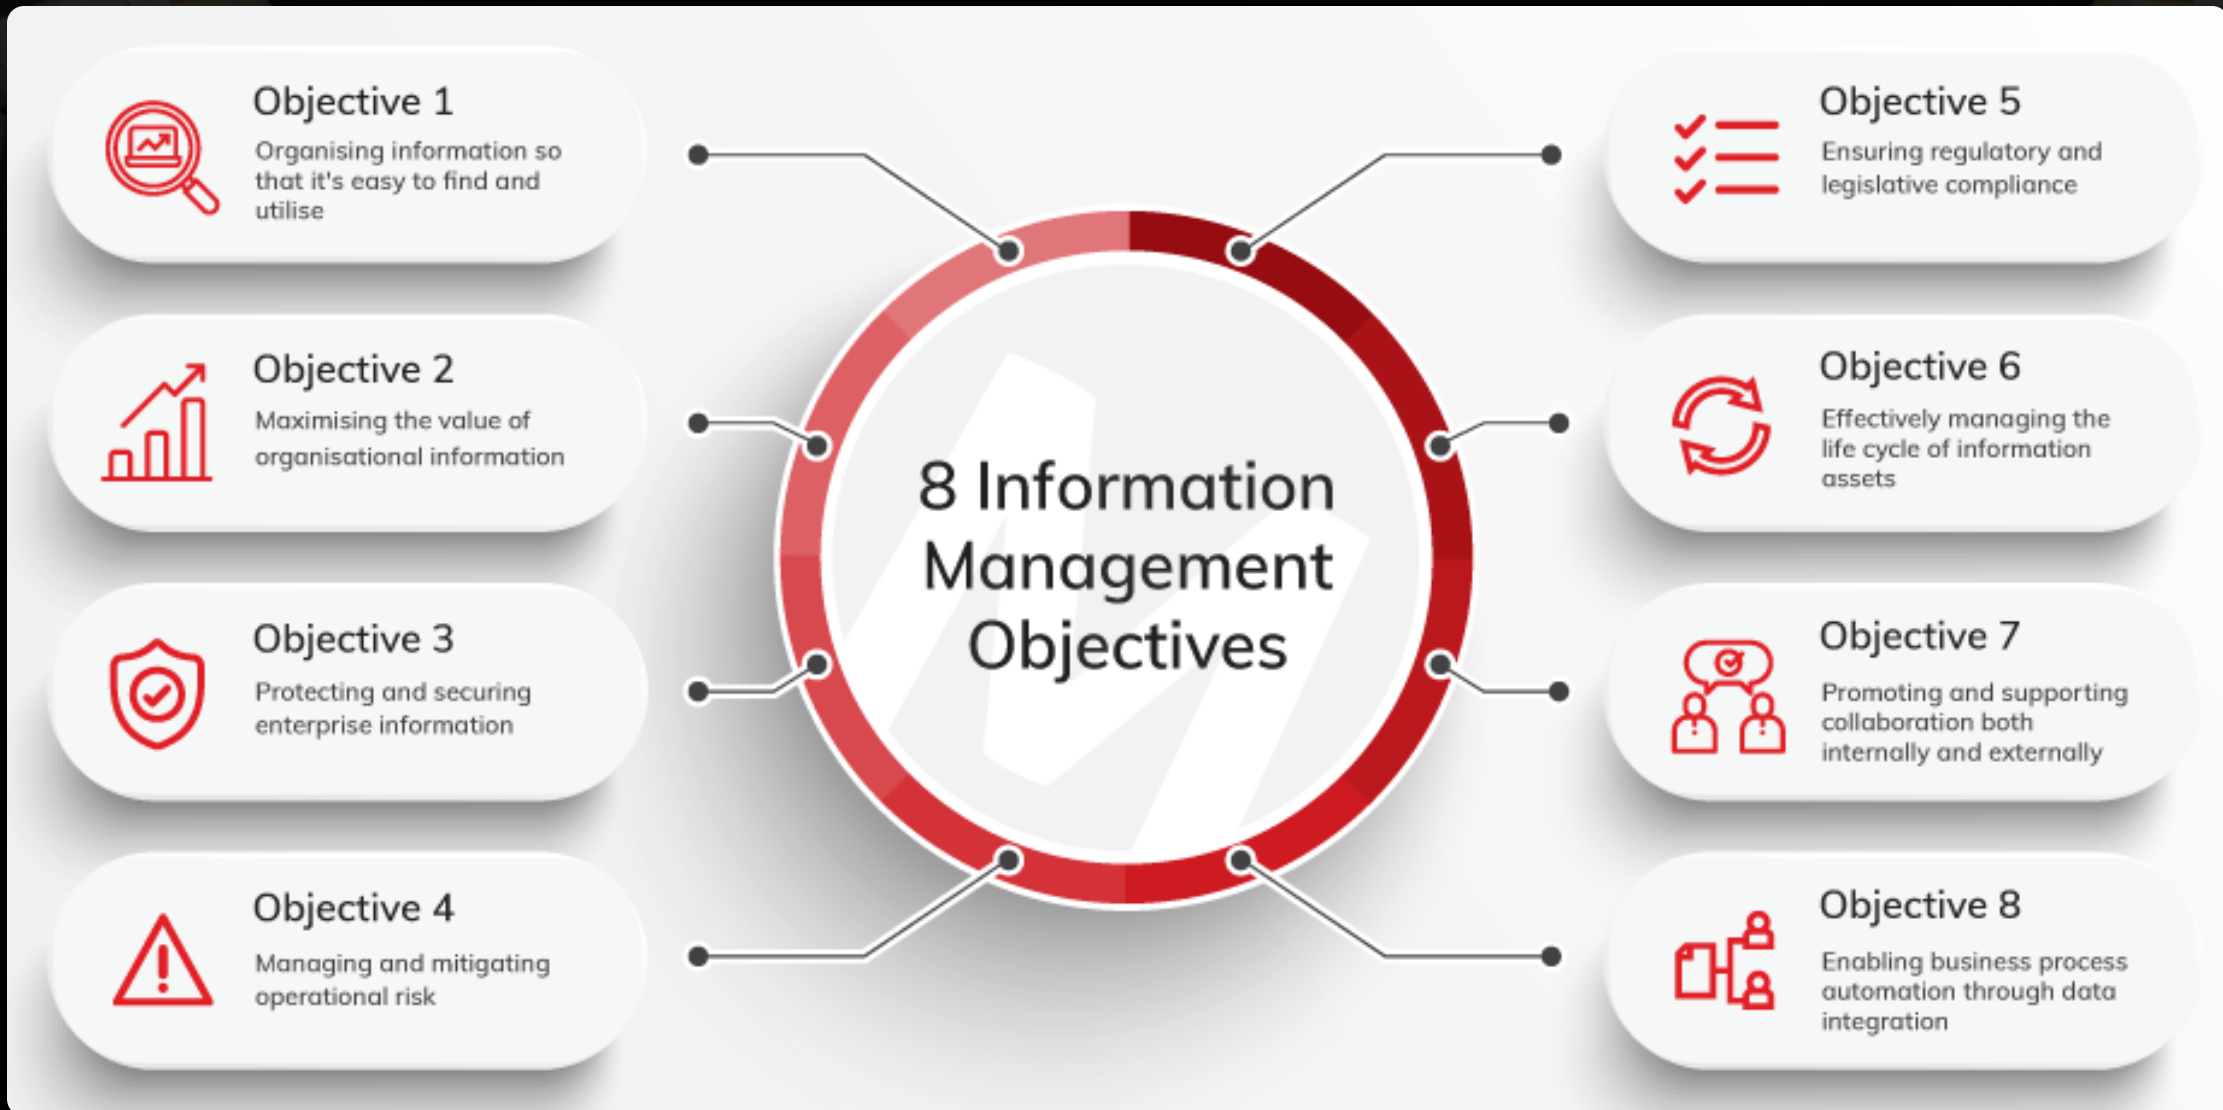 Objective 1
Organising information so
that it's easy to find and
utilise
Objective 2
Maximising the value of
organisational information
Objective 3
Protecting and securing
enterprise information
Objective 4
Managing and mitigating
operational risk
8 Information
Management
Objectives
Objective 5
Ensuring regulatory and
legislative compliance
Objective 6
Effectively managing the
life cycle of information
assets
Objective 7
Promoting and supporting
collaboration both
internally and externally
Objective 8
Enabling business process
automation through data
integration